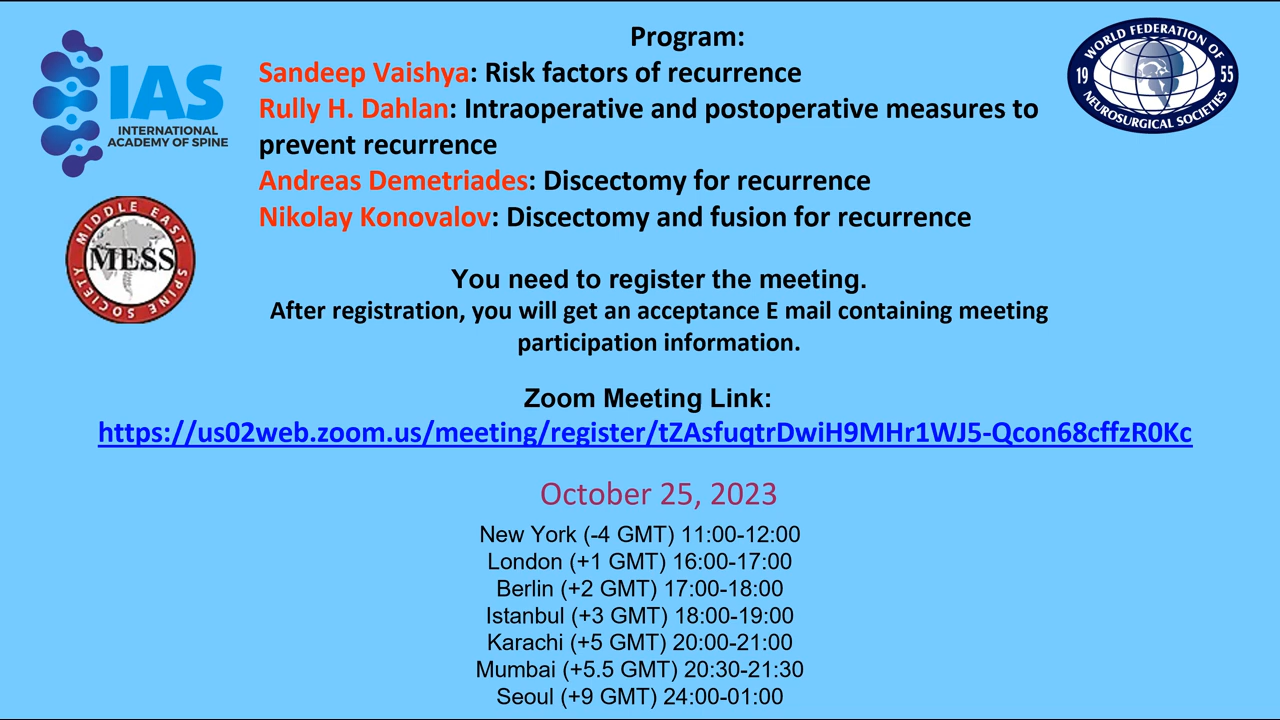 IAS
INTERNATIONAL
ACADEMY OF SPINE
MIDDLE EAST
MESS
SPINE SOCIETY
WORLD FEDERATION OF
19 55
NEUROSURGICAL SOCIETIES
Program:
Sandeep Vaishya: Risk factors of recurrence
Rully H. Dahlan: Intraoperative and postoperative measures to
prevent recurrence
Andreas Demetriades: Discectomy for recurrence
Nikolay Konovalov: Discectomy and fusion for recurrence
You need to register the meeting.
After registration, you will get an acceptance E mail containing meeting
participation information.
Zoom Meeting Link:
https://us02web.zoom.us/meeting/register/tZAsfuqtrDwiH9MHr1WJ5-Qcon68cffzR0Kc
October 25, 2023
New York (-4 GMT) 11:00-12:00
London (+1 GMT) 16:00-17:00
Berlin (+2 GMT) 17:00-18:00
Istanbul (+3 GMT) 18:00-19:00
Karachi (+5 GMT) 20:00-21:00
Mumbai (+5.5 GMT) 20:30-21:30
Seoul (+9 GMT) 24:00-01:00